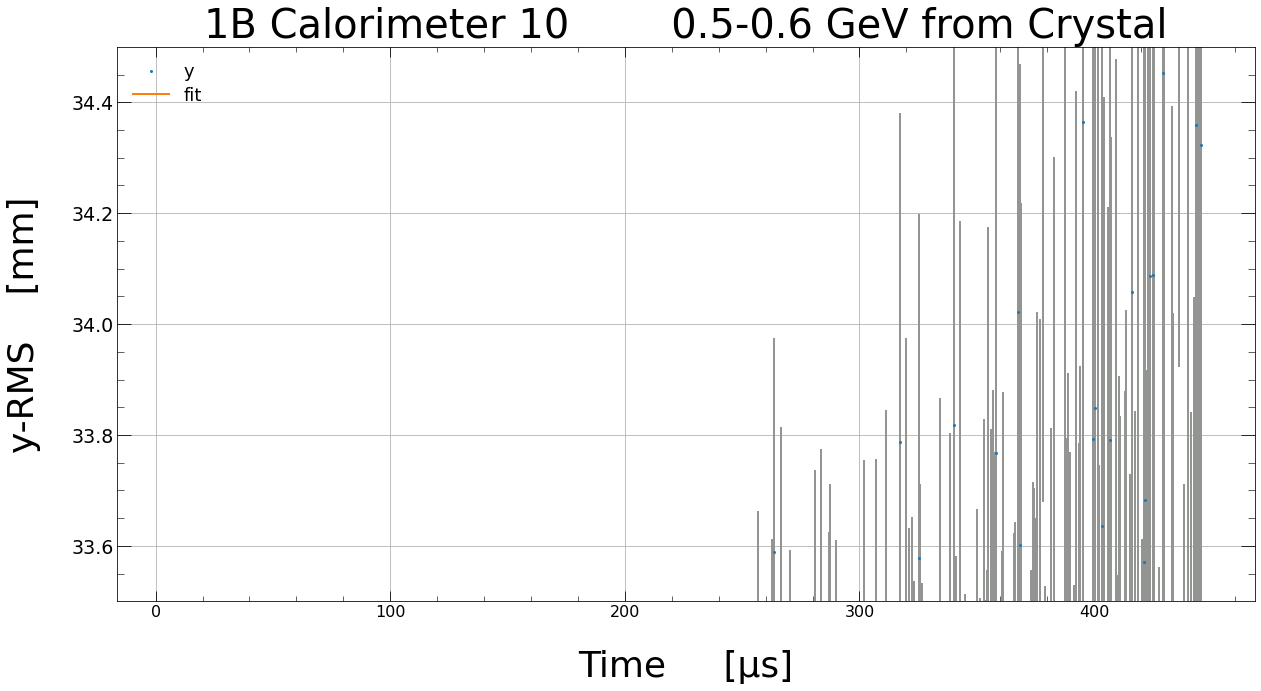 1B Calorimeter 10 0.5-0.6 GeV from Crystal
y
fit
34.4
34.2
34.0
33.8
33.6
y-RMS [mm]
0 100 200 300 400
Time [µs]